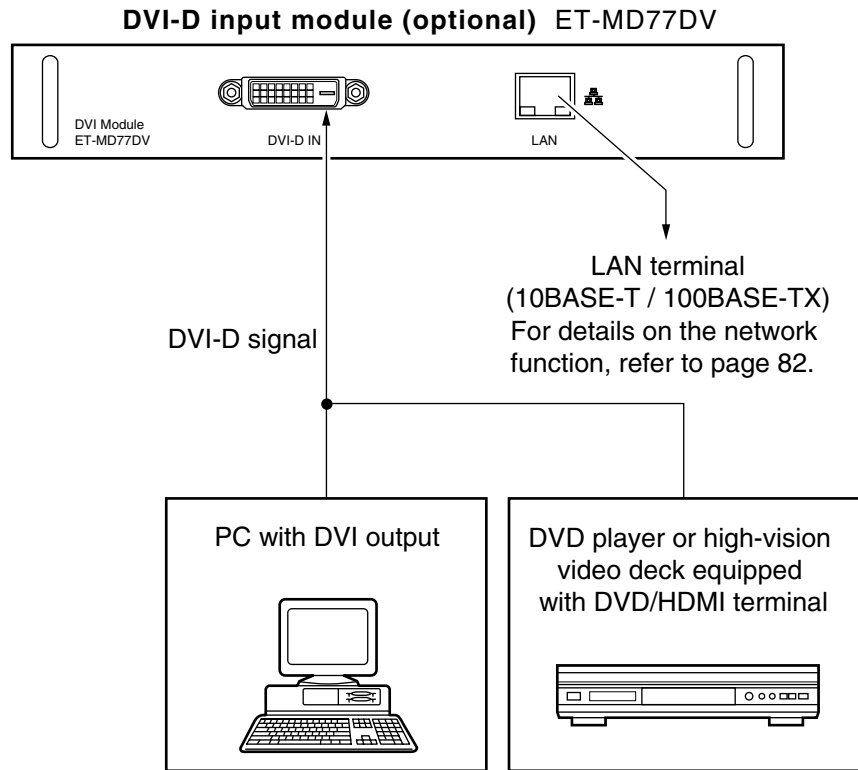 DVI-D input module (optional) ET-MD77DV
DVI Module
ET-MD77DV
DVI-D IN
LAN
LAN terminal
(10BASE-T / 100BASE-TX)
For details on the network
function, refer to page 82.
DVI-D signal
PC with DVI output
DVD player or high-vision
video deck equipped
with DVD/HDMI terminal